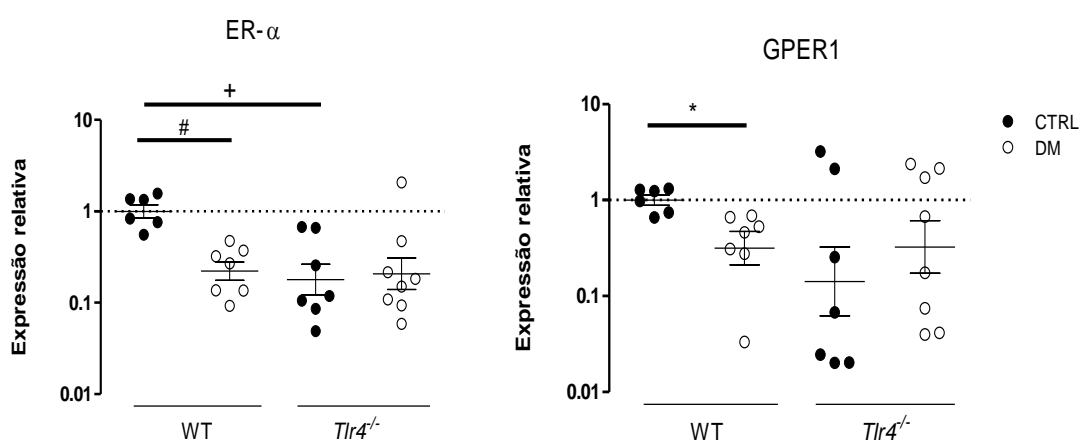 ER-α
+
#
10
1
0.1
0.01
Expressão relativa
WT
Tlr4-/-
GPER1
*
10
1
0.1
0.01
Expressão relativa
WT
Tlr4-/-
CTRL
DM